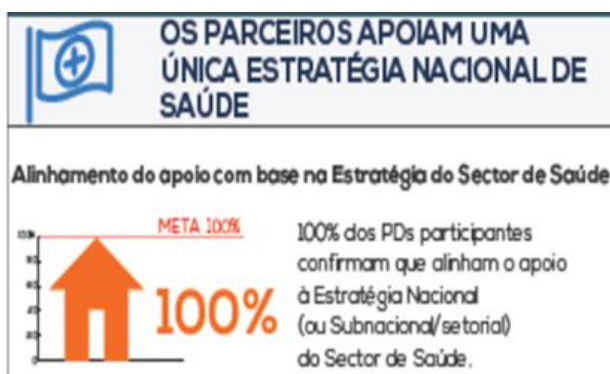 OS PARCEIROS APOIAM UMA
ÚNICA ESTRATÉGIA NACIONAL DE
SAÚDE
Alinhamento do apoio com base na Estratégia do Sector de Saúde
META 100%
100%
100% dos PDs participantes
confirmam que alinham o apoio
à Estratégia Nacional
(ou Subnacional/setorial)
do Sector de Saúde.